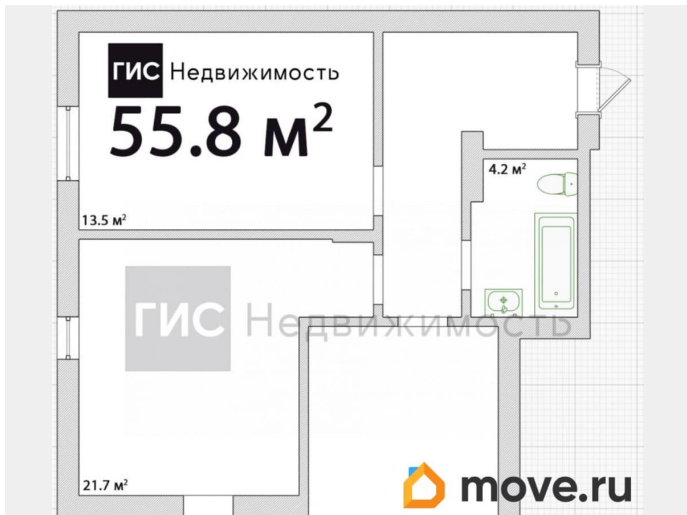 ГИС Недвижимость
55.8 м²
4.2 м²
13.5 м²
ГИС Недвижимость
21.7 м²
move.ru